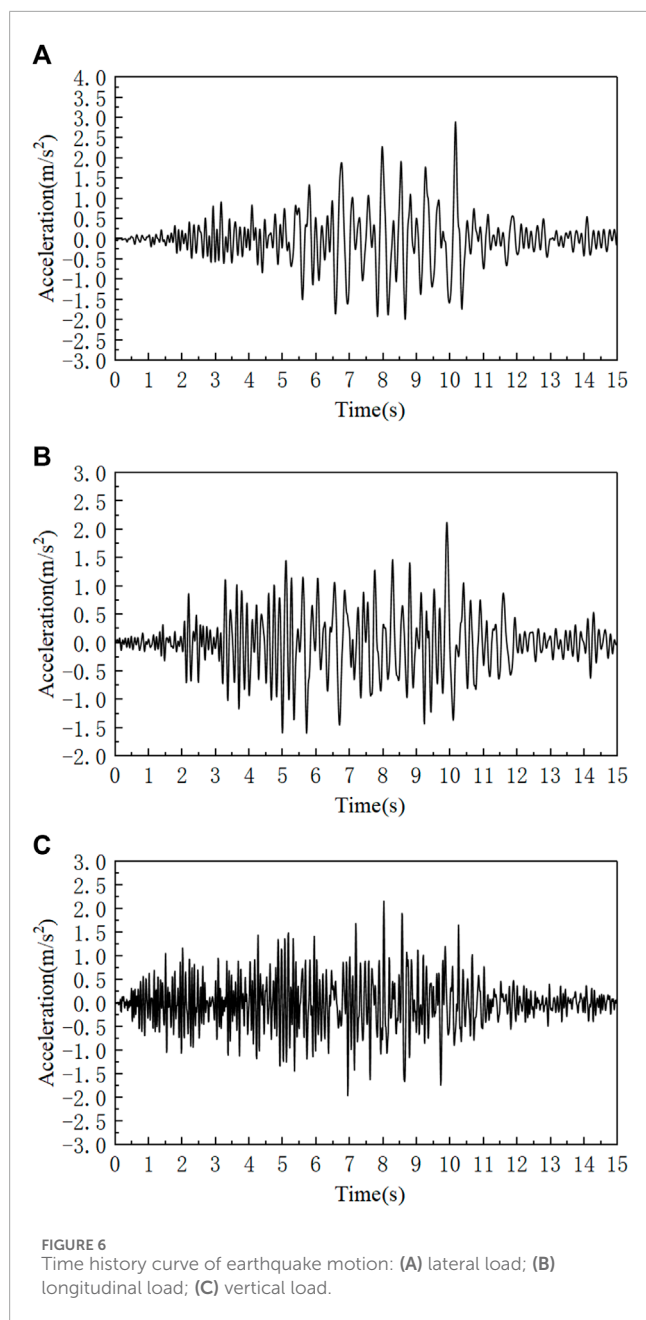 A
4.0
3.5
3.0
2.5
2.0
1.5
1.0
0.5
0.0
-0.5
-1.0
-1.5
-2.0
-2.5
-3.0
Acceleration(m/s²)
0 1 2 3 4 5 6 7 8 9 10 11 12 13 14 15
Time(s)
B
3.0
2.5
2.0
1.5
1.0
0.5
0.0
-0.5
-1.0
-1.5
-2.0
Acceleration(m/s²)
0 1 2 3 4 5 6 7 8 9 10 11 12 13 14 15
Time(s)
C
3.0
2.5
2.0
1.5
1.0
0.5
0.0
-0.5
-1.0
-1.5
-2.0
-2.5
-3.0
Acceleration(m/s²)
0 1 2 3 4 5 6 7 8 9 10 11 12 13 14 15
Time(s)
FIGURE 6
Time history curve of earthquake motion: (A) lateral load; (B)
longitudinal load; (C) vertical load.